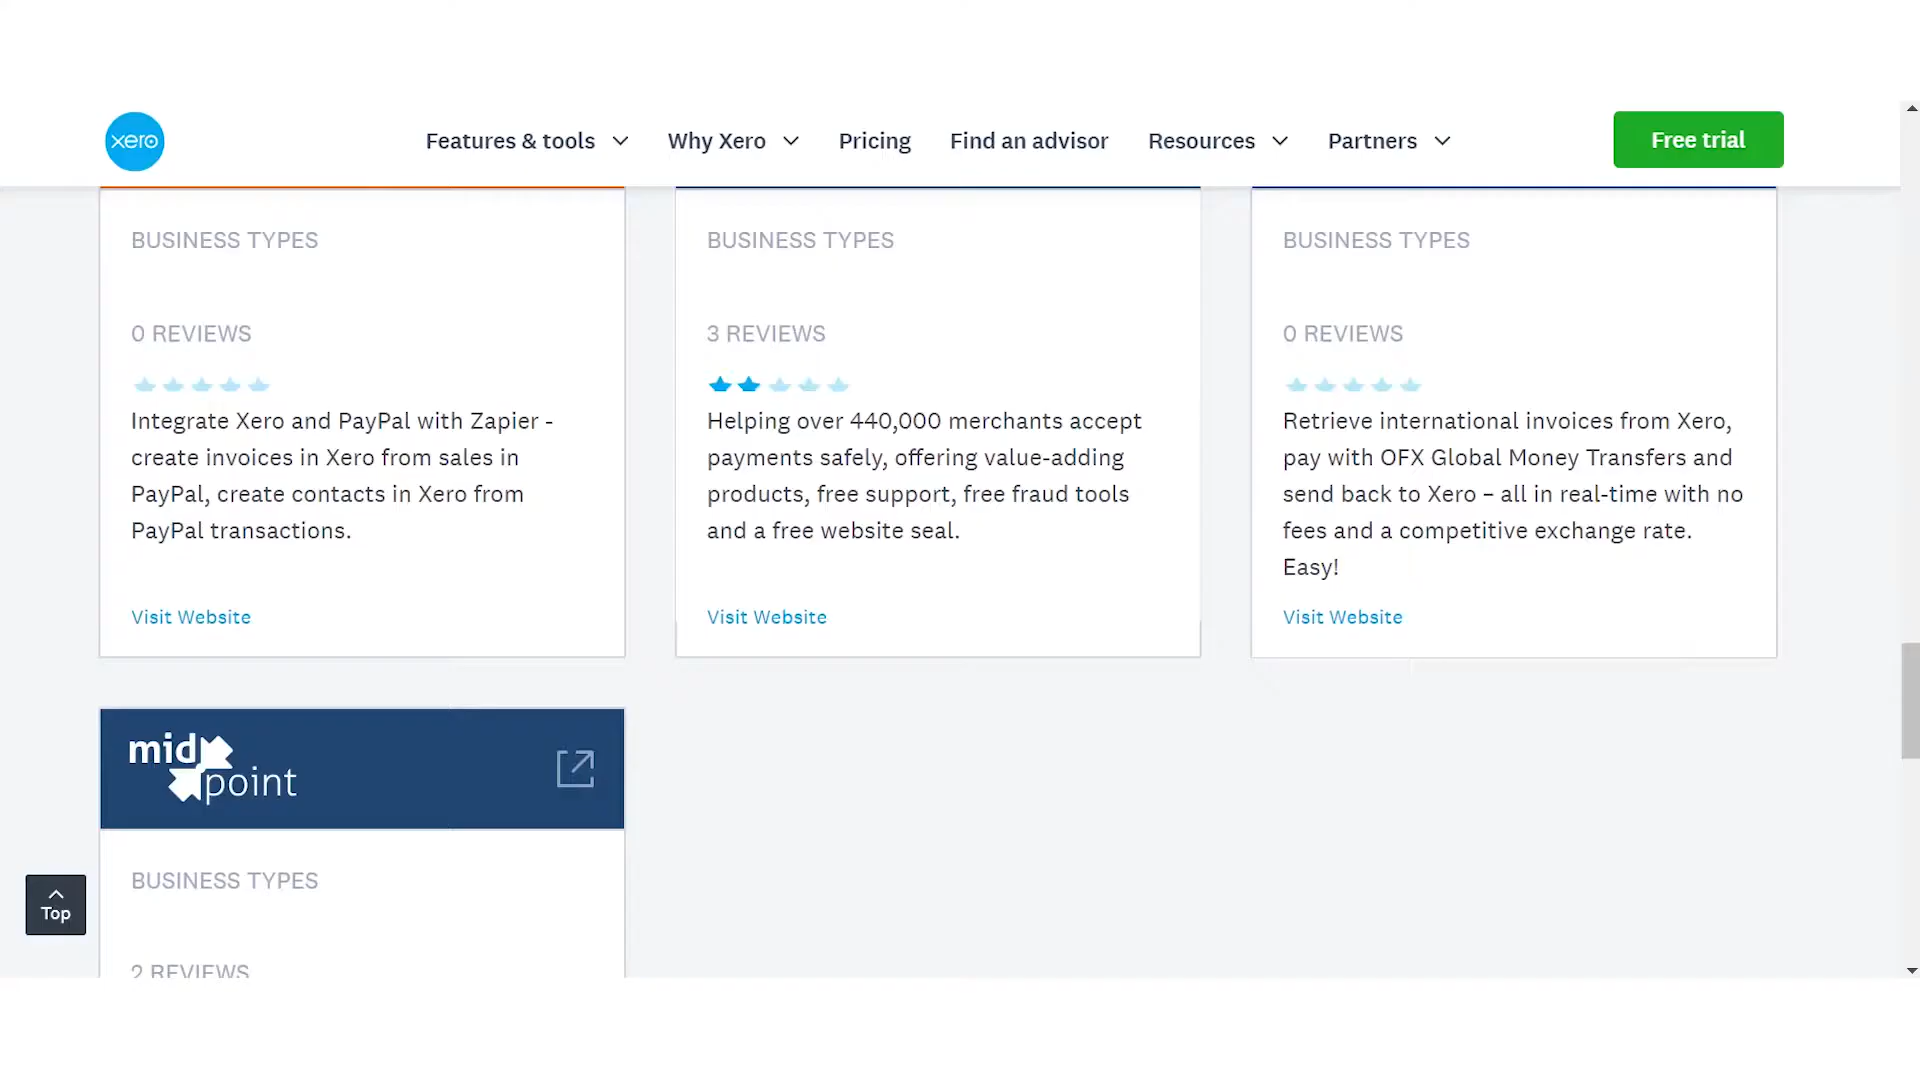 xero
Features & tools
Why Xero
Pricing
Find an advisor
Resources
Partners
Free trial
BUSINESS TYPES
0 REVIEWS
Integrate Xero and PayPal with Zapier -
create invoices in Xero from sales in
PayPal, create contacts in Xero from
PayPal transactions.
Visit Website
BUSINESS TYPES
3 REVIEWS
Helping over 440,000 merchants accept
payments safely, offering value-adding
products, free support, free fraud tools
and a free website seal.
Visit Website
BUSINESS TYPES
0 REVIEWS
Retrieve international invoices from Xero,
pay with OFX Global Money Transfers and
send back to Xero – all in real-time with no
fees and a competitive exchange rate.
Easy!
Visit Website
mid
point
BUSINESS TYPES
2 REVIEWS
Top